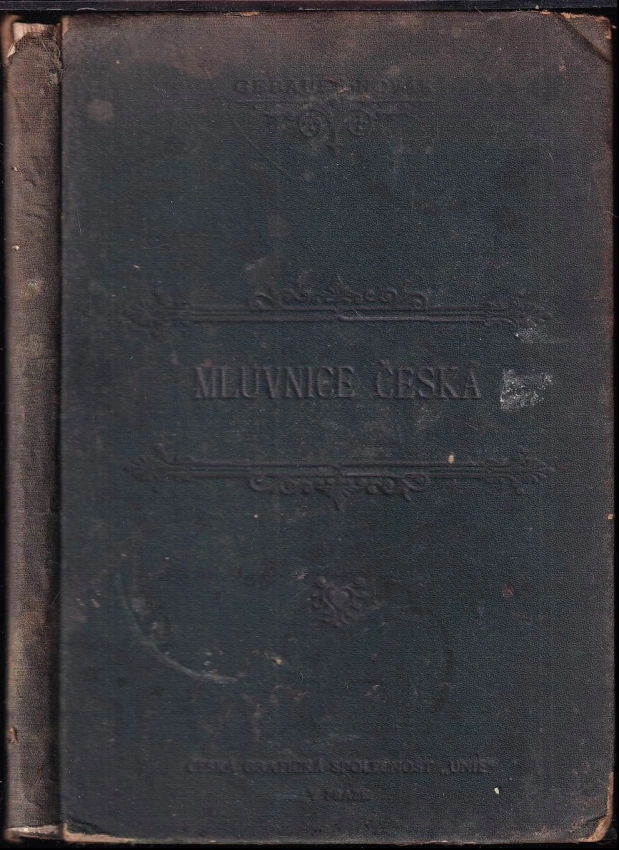 GEBAUER-NOVÁK
MLUVNICE ČESKÁ
ČESKÁ GRAFICKÁ SPOLEČNOST „UNIE"
V PRAZE